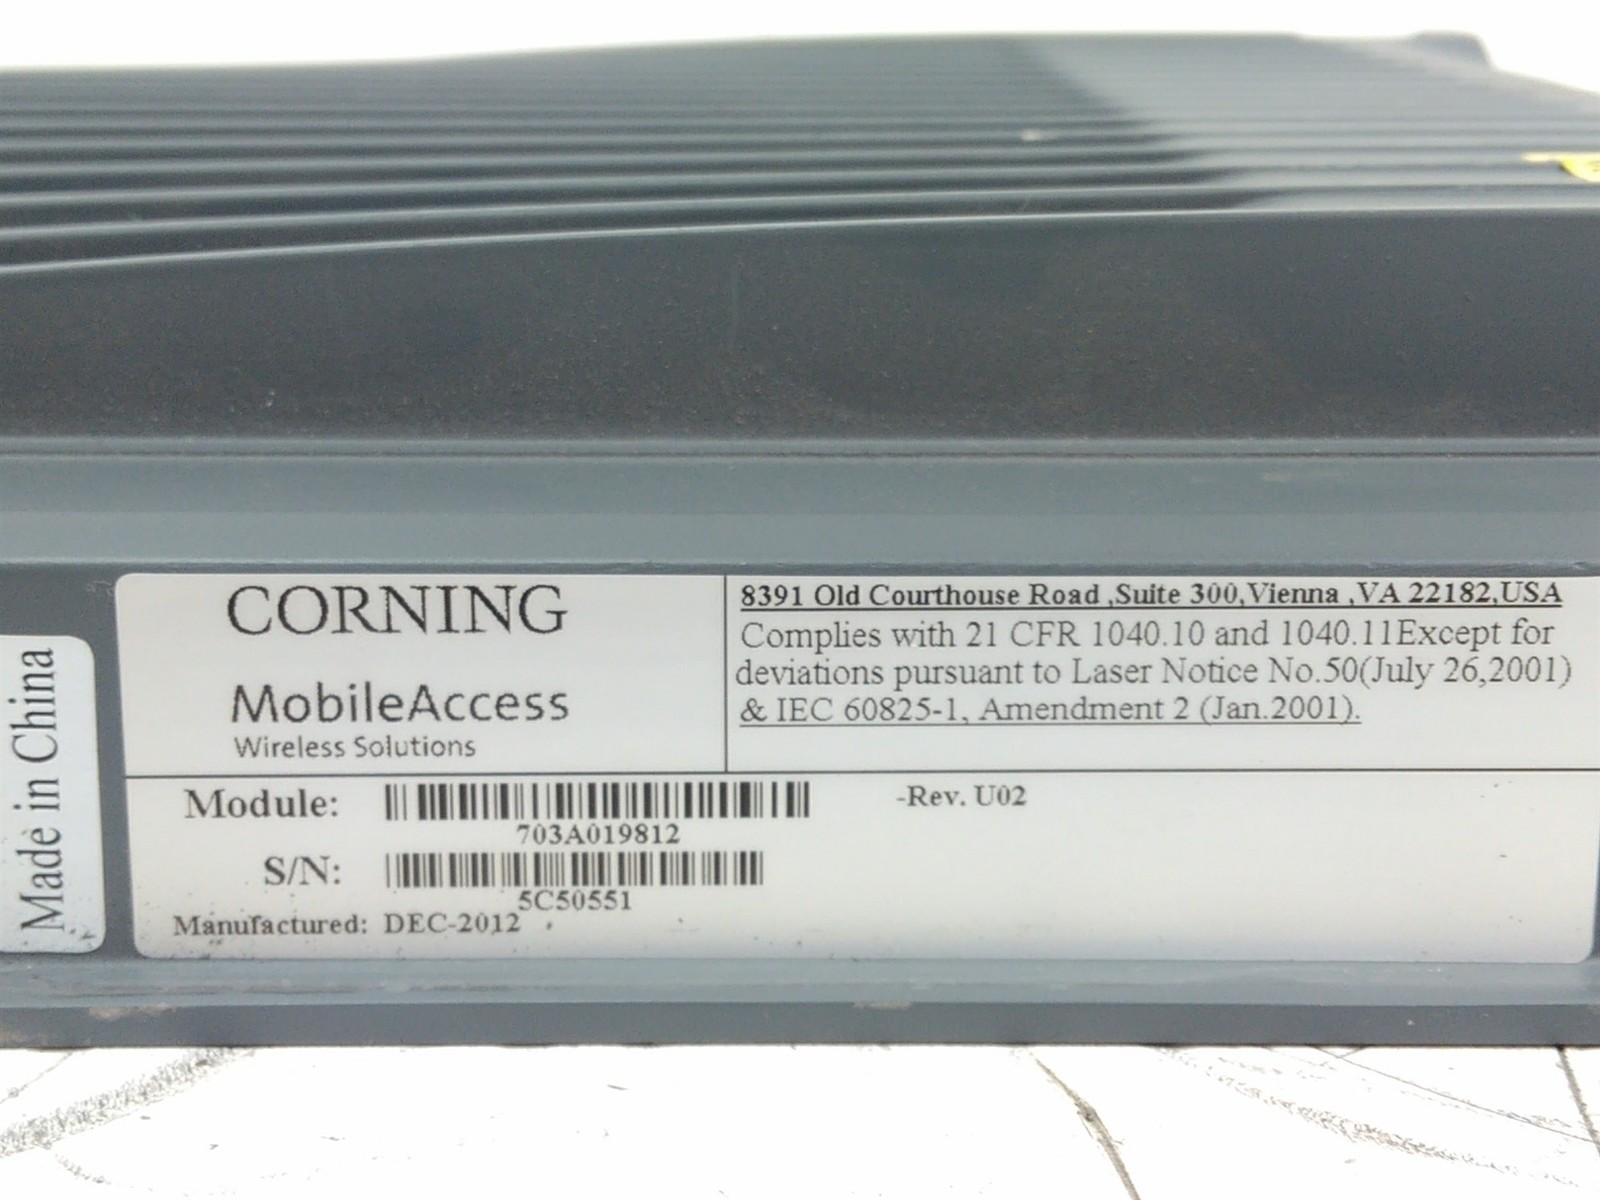 CORNING
MobileAccess
Wireless Solutions
8391 Old Courthouse Road ,Suite 300,Vienna ,VA 22182,USA
Complies with 21 CFR 1040.10 and 1040.11Except for
deviations pursuant to Laser Notice No.50(July 26,2001)
& IEC 60825-1, Amendment 2 (Jan.2001).
Module:
703A019812
-Rev. U02
S/N:
5C50551
Manufactured: DEC-2012
Made in China